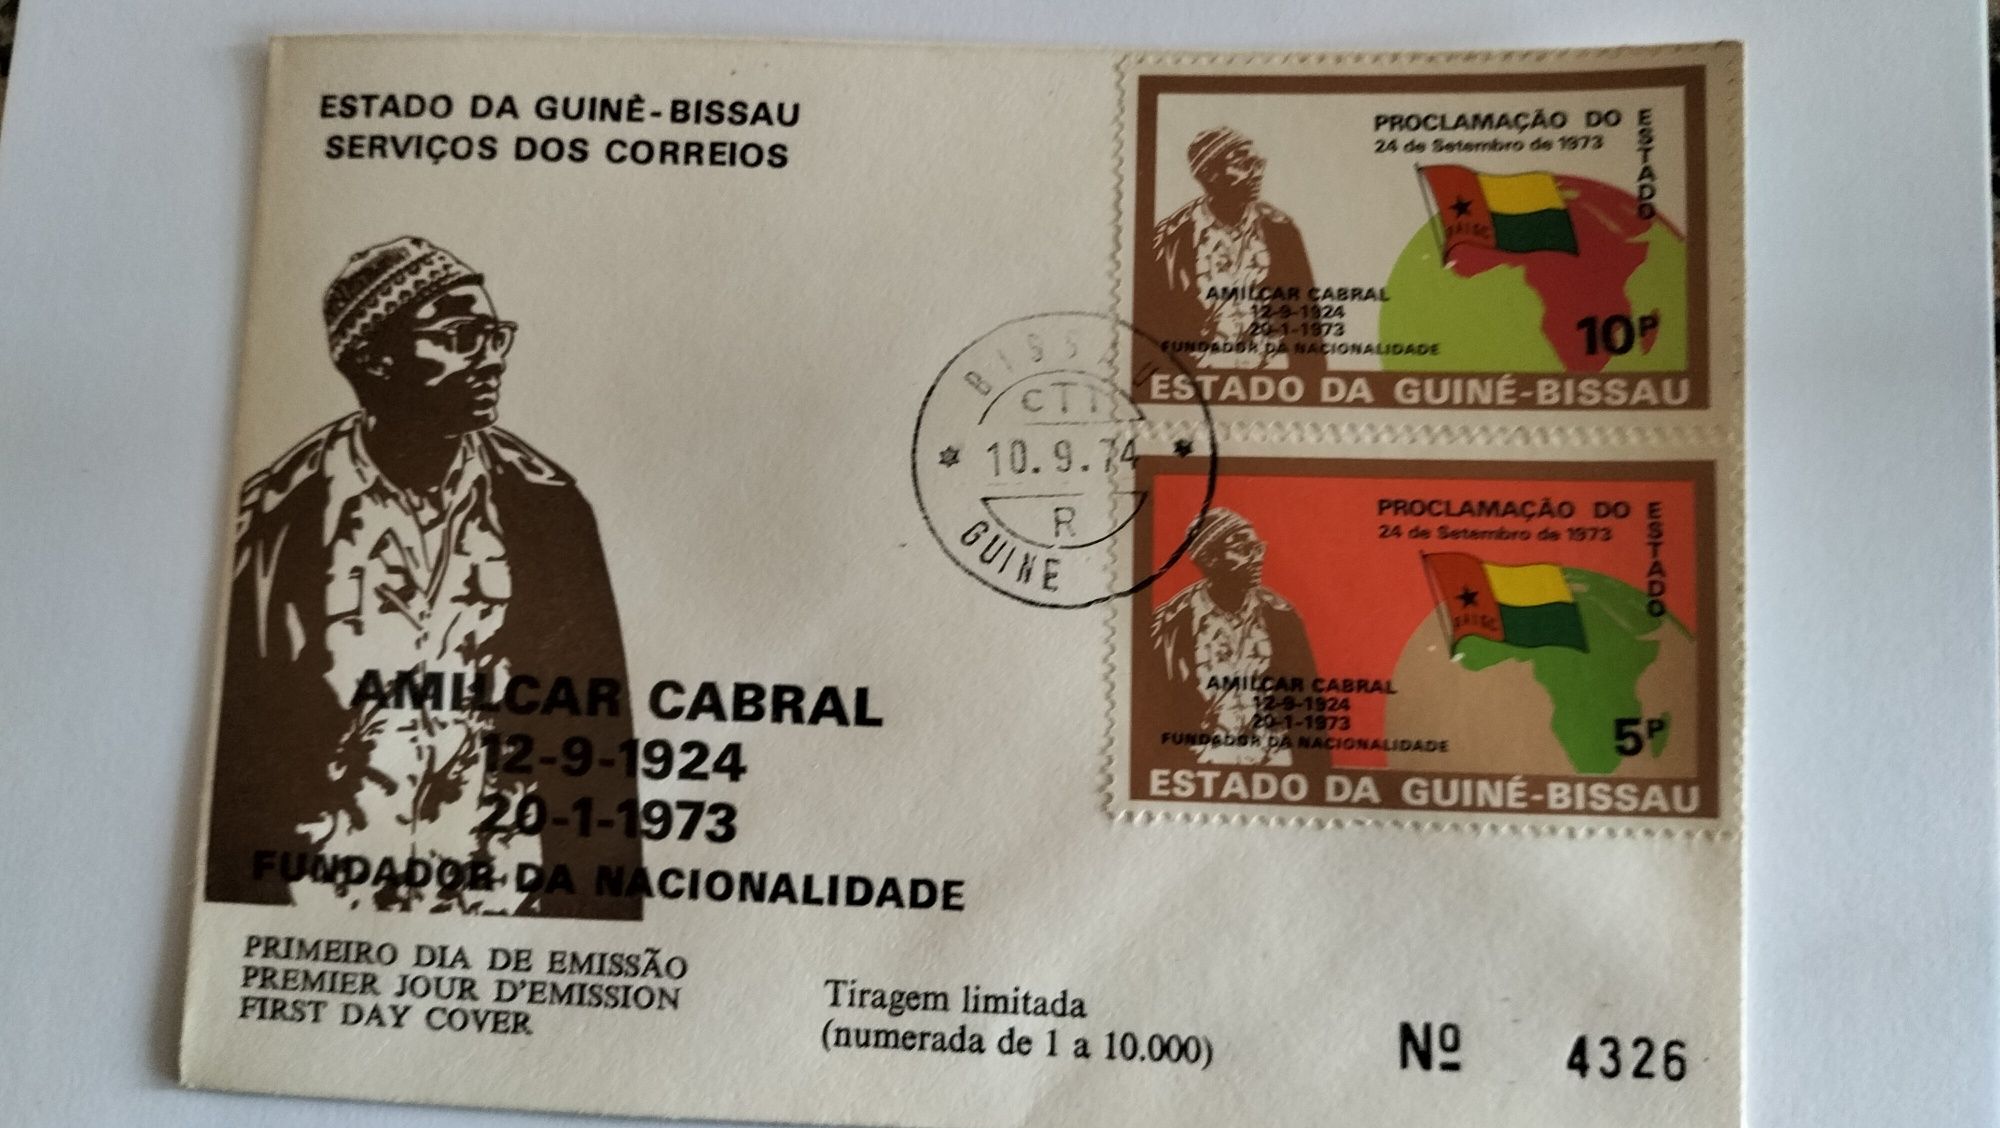 ESTADO DA GUINÈ-BISSAU
SERVIÇOS DOS CORREIOS
AMILCAR CABRAL
12-9-1924
20-1-1973
FUNDADOR DA NACIONALIDADE
PRIMEIRO DIA DE EMISSÃO
PREMIER JOUR D'EMISSION
FIRST DAY COVER
Tiragem limitada
(numerada de 1 a 10.000)
Nº 4326
BISSAU
CTT
10.9.74
R
GUINE
PROCLAMAÇÃO DO ESTADO
24 de Setembro de 1973
PAIGC
AMILCAR CABRAL
12-9-1924
20-1-1973
FUNDADOR DA NACIONALIDADE
10P
ESTADO DA GUINÉ-BISSAU
PROCLAMAÇÃO DO ESTADO
24 de Setembro de 1973
PAIGC
AMILCAR CABRAL
12-9-1924
20-1-1973
FUNDADOR DA NACIONALIDADE
5P
ESTADO DA GUINÉ-BISSAU